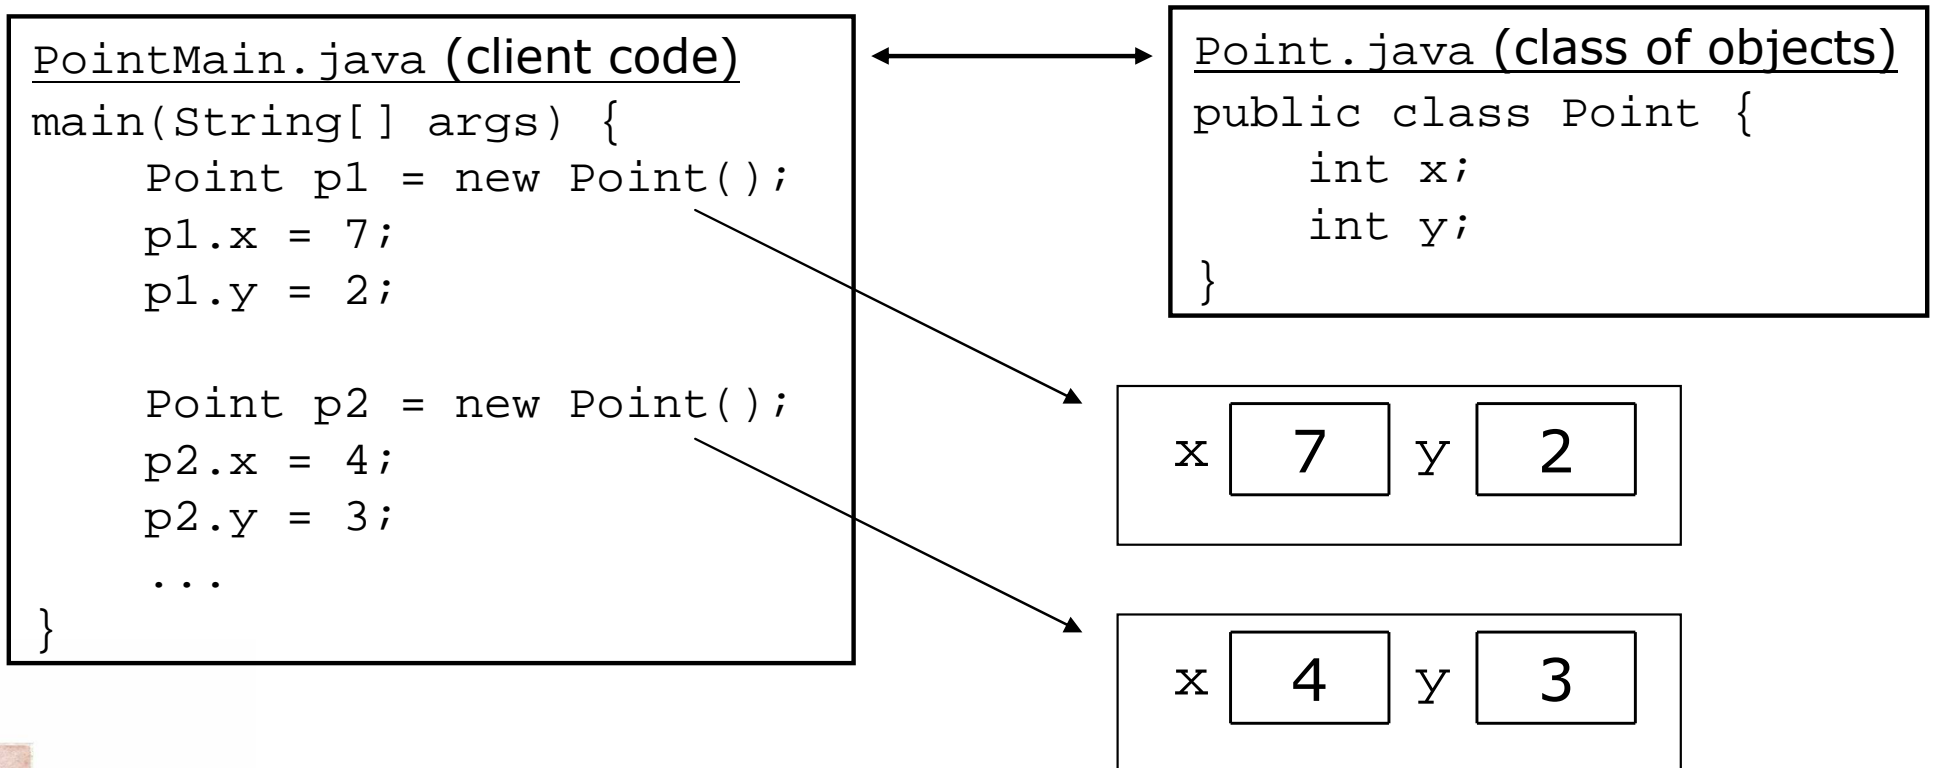 PointMain.java (client code)
main(String[] args) {
    Point p1 = new Point();
    p1.x = 7;
    p1.y = 2;
    Point p2 = new Point();
    p2.x = 4;
    p2.y = 3;
    ...
}
Point.java (class of objects)
public class Point {
    int x;
    int y;
}
x 7 y 2
x 4 y 3